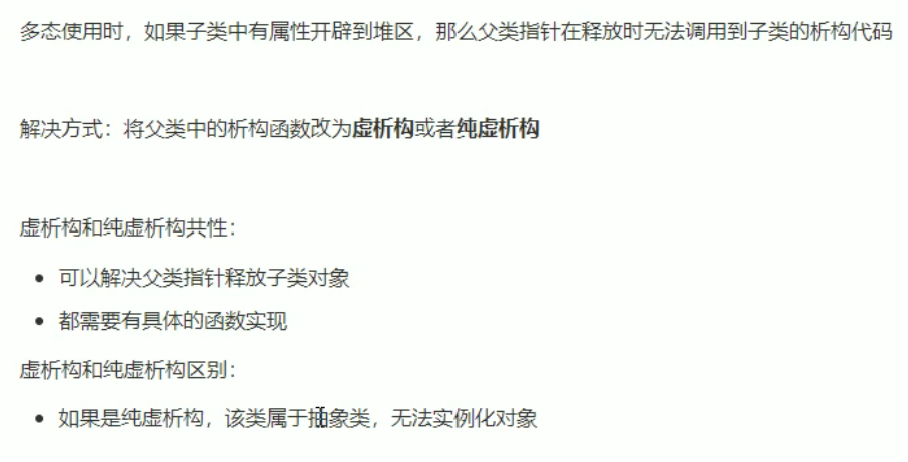 多态使用时，如果子类中有属性开辟到堆区，那么父类指针在释放时无法调用到子类的析构代码
解决方式：将父类中的析构函数改为虚析构或者纯虚析构
虚析构和纯虚析构共性：
• 可以解决父类指针释放子类对象
• 都需要有具体的函数实现
虚析构和纯虚析构区别：
• 如果是纯虚析构，该类属于抽象类，无法实例化对象